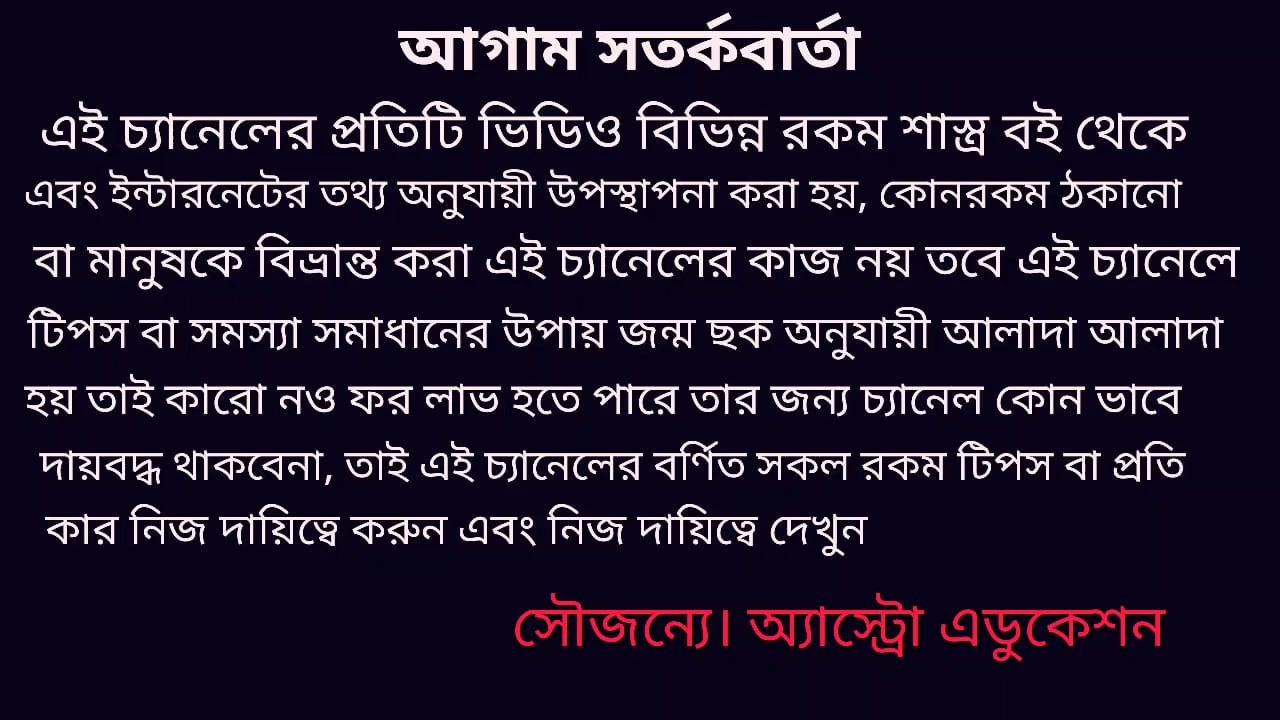 আগাম সতর্কবার্তা
এই চ্যানেলের প্রতিটি ভিডিও বিভিন্ন রকম শাস্ত্র বই থেকে
এবং ইন্টারনেটের তথ্য অনুযায়ী উপস্থাপনা করা হয়, কোনরকম ঠকানো
বা মানুষকে বিভ্রান্ত করা এই চ্যানেলের কাজ নয় তবে এই চ্যানেলে
টিপস বা সমস্যা সমাধানের উপায় জন্ম ছক অনুযায়ী আলাদা আলাদা
হয় তাই কারো নও ফর লাভ হতে পারে তার জন্য চ্যানেল কোন ভাবে
দায়বদ্ধ থাকবেনা, তাই এই চ্যানেলের বর্ণিত সকল রকম টিপস বা প্রতি
কার নিজ দায়িত্বে করুন এবং নিজ দায়িত্বে দেখুন
সৌজন্যে। অ্যাস্ট্রো এডুকেশন